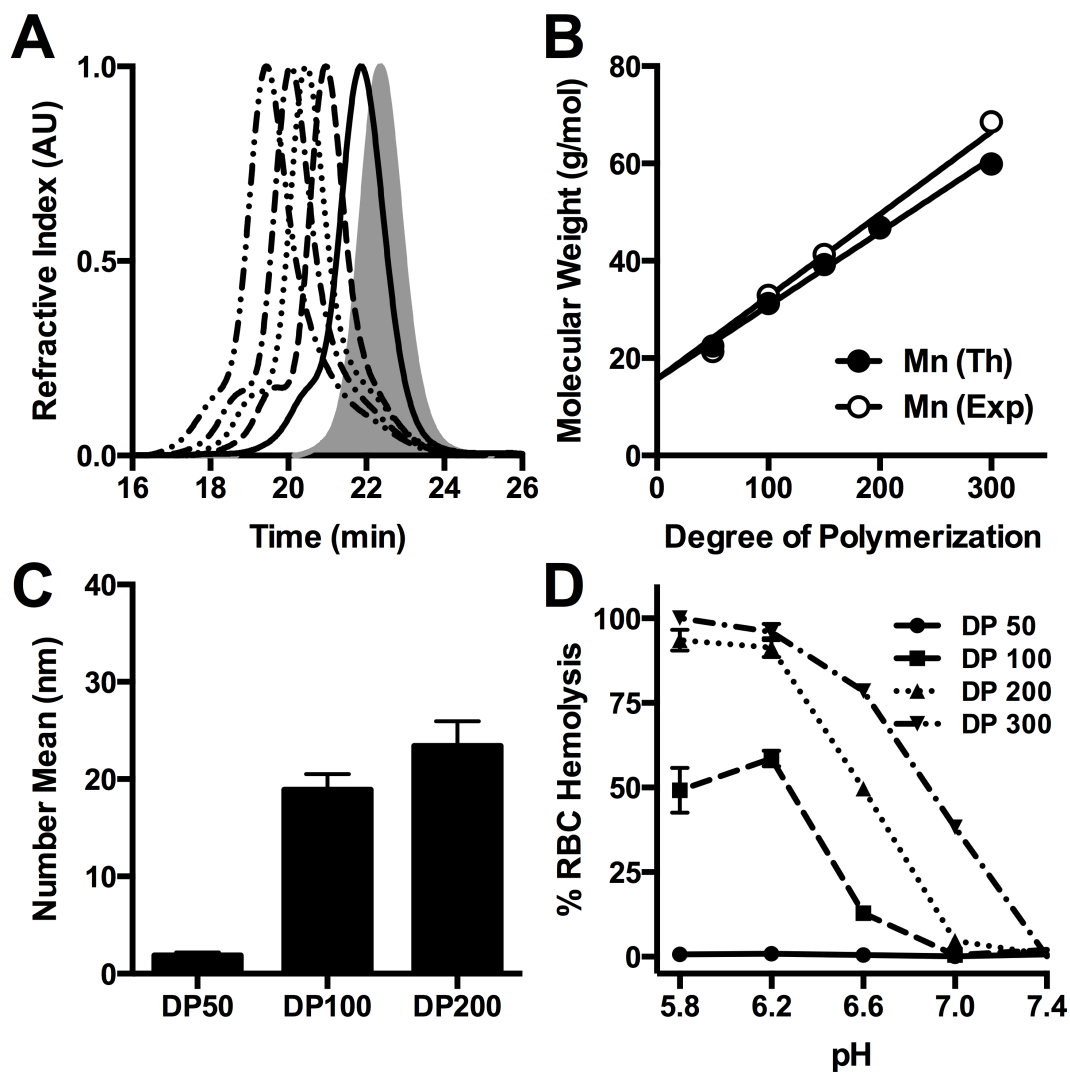 A
Refractive Index (AU)
1.0
0.5
0.0
16 18 20 22 24 26
Time (min)
B
Molecular Weight (g/mol)
80
60
40
20
0
Mn (Th)
Mn (Exp)
0 100 200 300
Degree of Polymerization
C
Number Mean (nm)
40
30
20
10
0
DP50 DP100 DP200
D
% RBC Hemolysis
100
75
50
25
0
DP 50
DP 100
DP 200
DP 300
5.8 6.2 6.6 7.0 7.4
pH